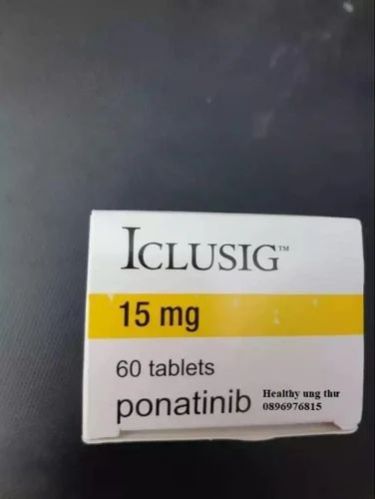 ICLUSIG™
15 mg
60 tablets
ponatinib
Healthy ung thu
0896976815